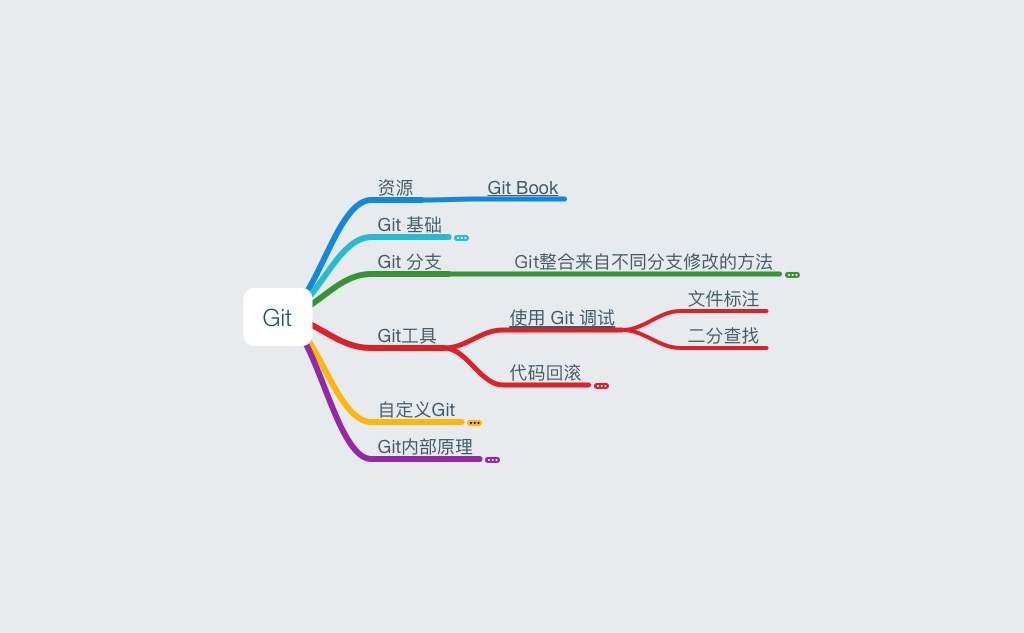 资源
Git Book
Git 基础
Git 分支
Git整合来自不同分支修改的方法
Git
Git工具
使用 Git 调试
文件标注
二分查找
代码回滚
自定义Git
Git内部原理